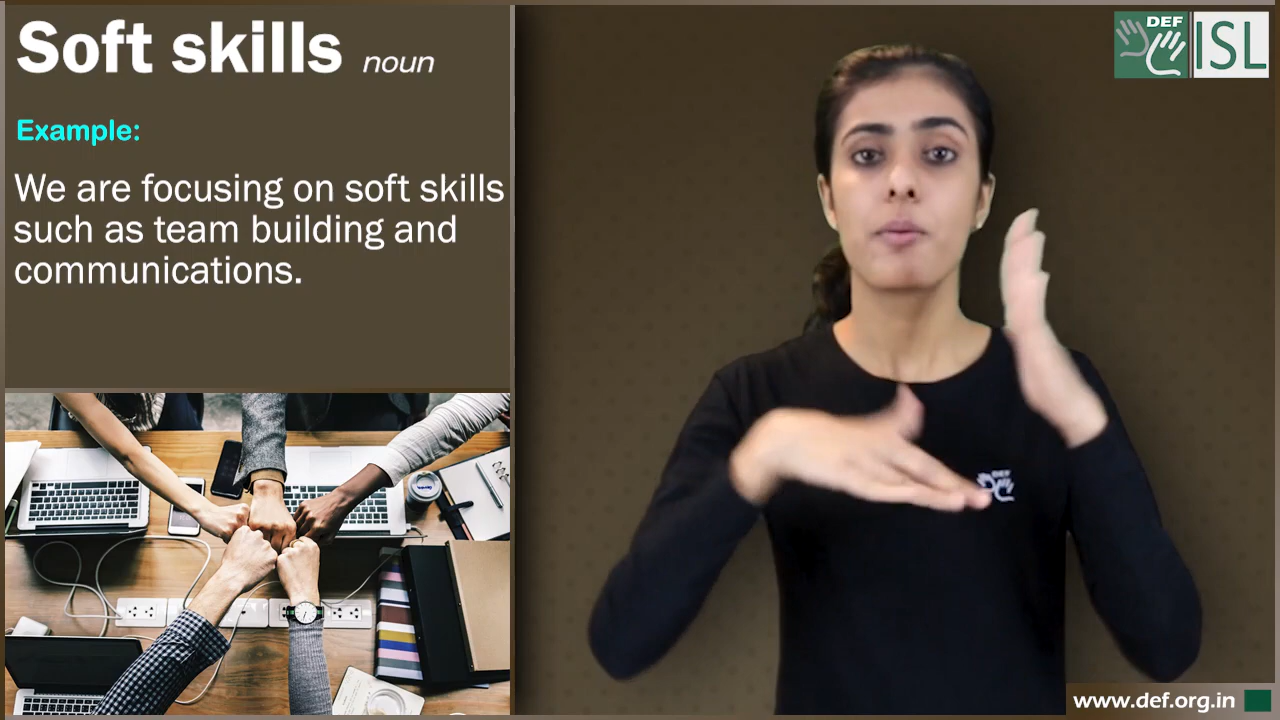 Soft skills noun
Example:
We are focusing on soft skills
such as team building and
communications.
DEF
ISL
DEF
www.def.org.in